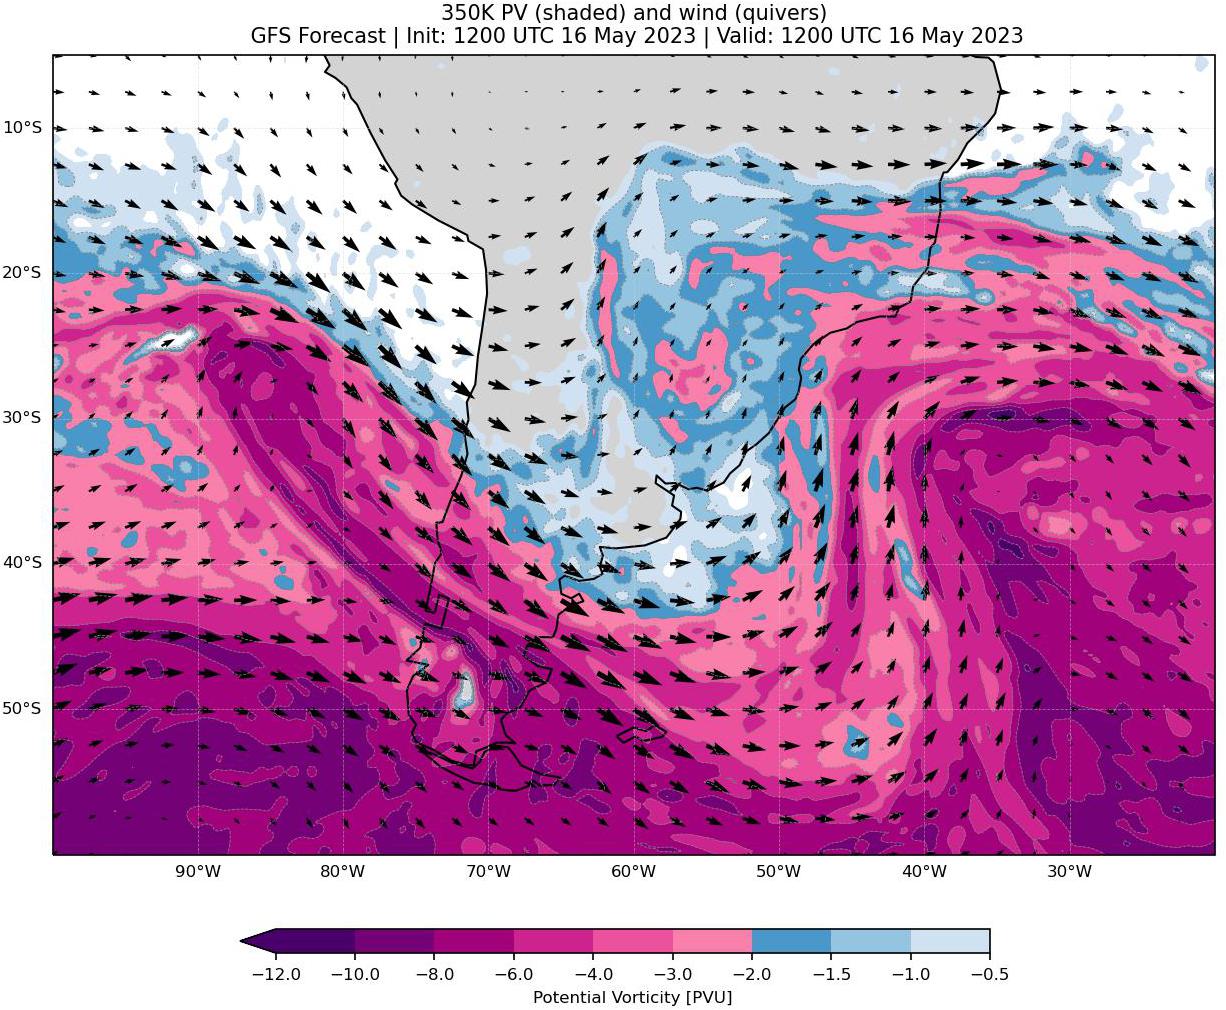 350K PV (shaded) and wind (quivers)
GFS Forecast | Init: 1200 UTC 16 May 2023 | Valid: 1200 UTC 16 May 2023
10°S
20°S
30°S
40°S
50°S
90°W 80°W 70°W 60°W 50°W 40°W 30°W
−12.0 −10.0 −8.0 −6.0 −4.0 −3.0 −2.0 −1.5 −1.0 −0.5
Potential Vorticity [PVU]